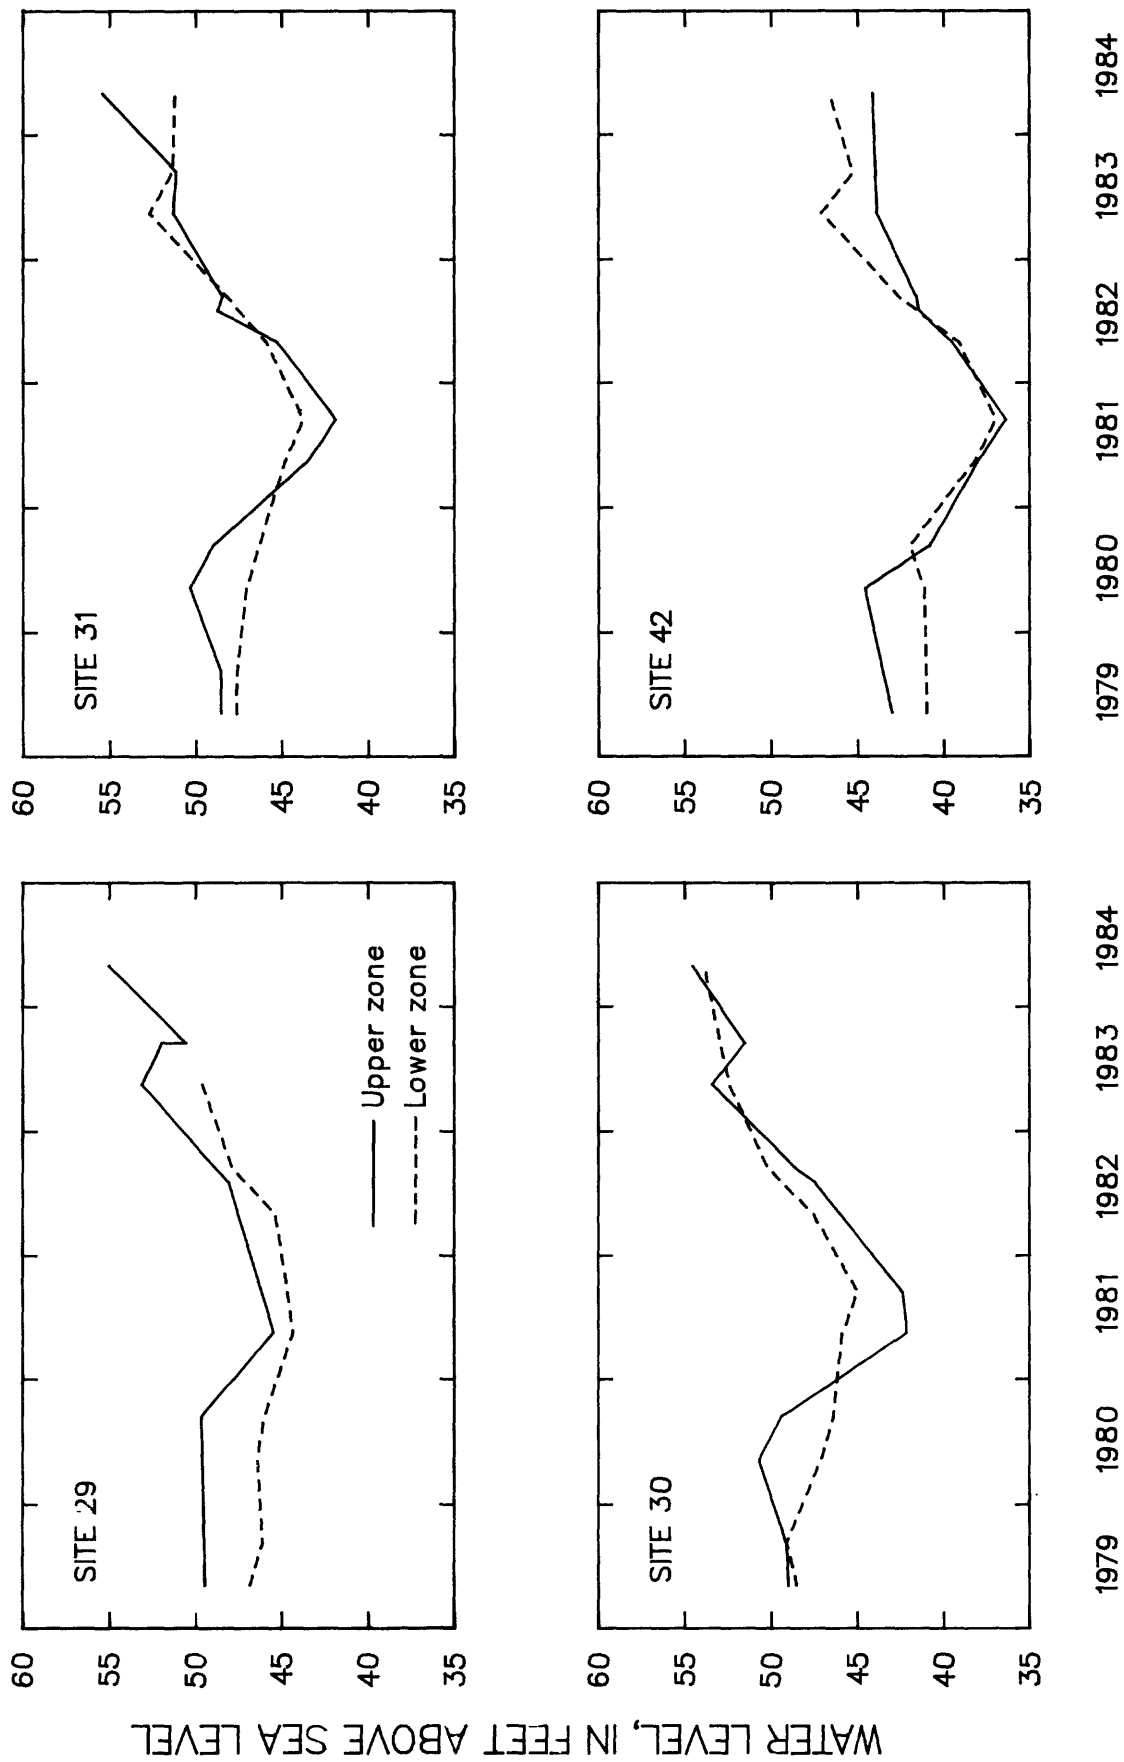 WATER LEVEL, IN FEET ABOVE SEA LEVEL
60
55
50
45
40
35
SITE 29
Upper zone
Lower zone
60
55
50
45
40
35
SITE 31
60
55
50
45
40
35
SITE 30
1979 1980 1981 1982 1983 1984
60
55
50
45
40
35
SITE 42
1979 1980 1981 1982 1983 1984